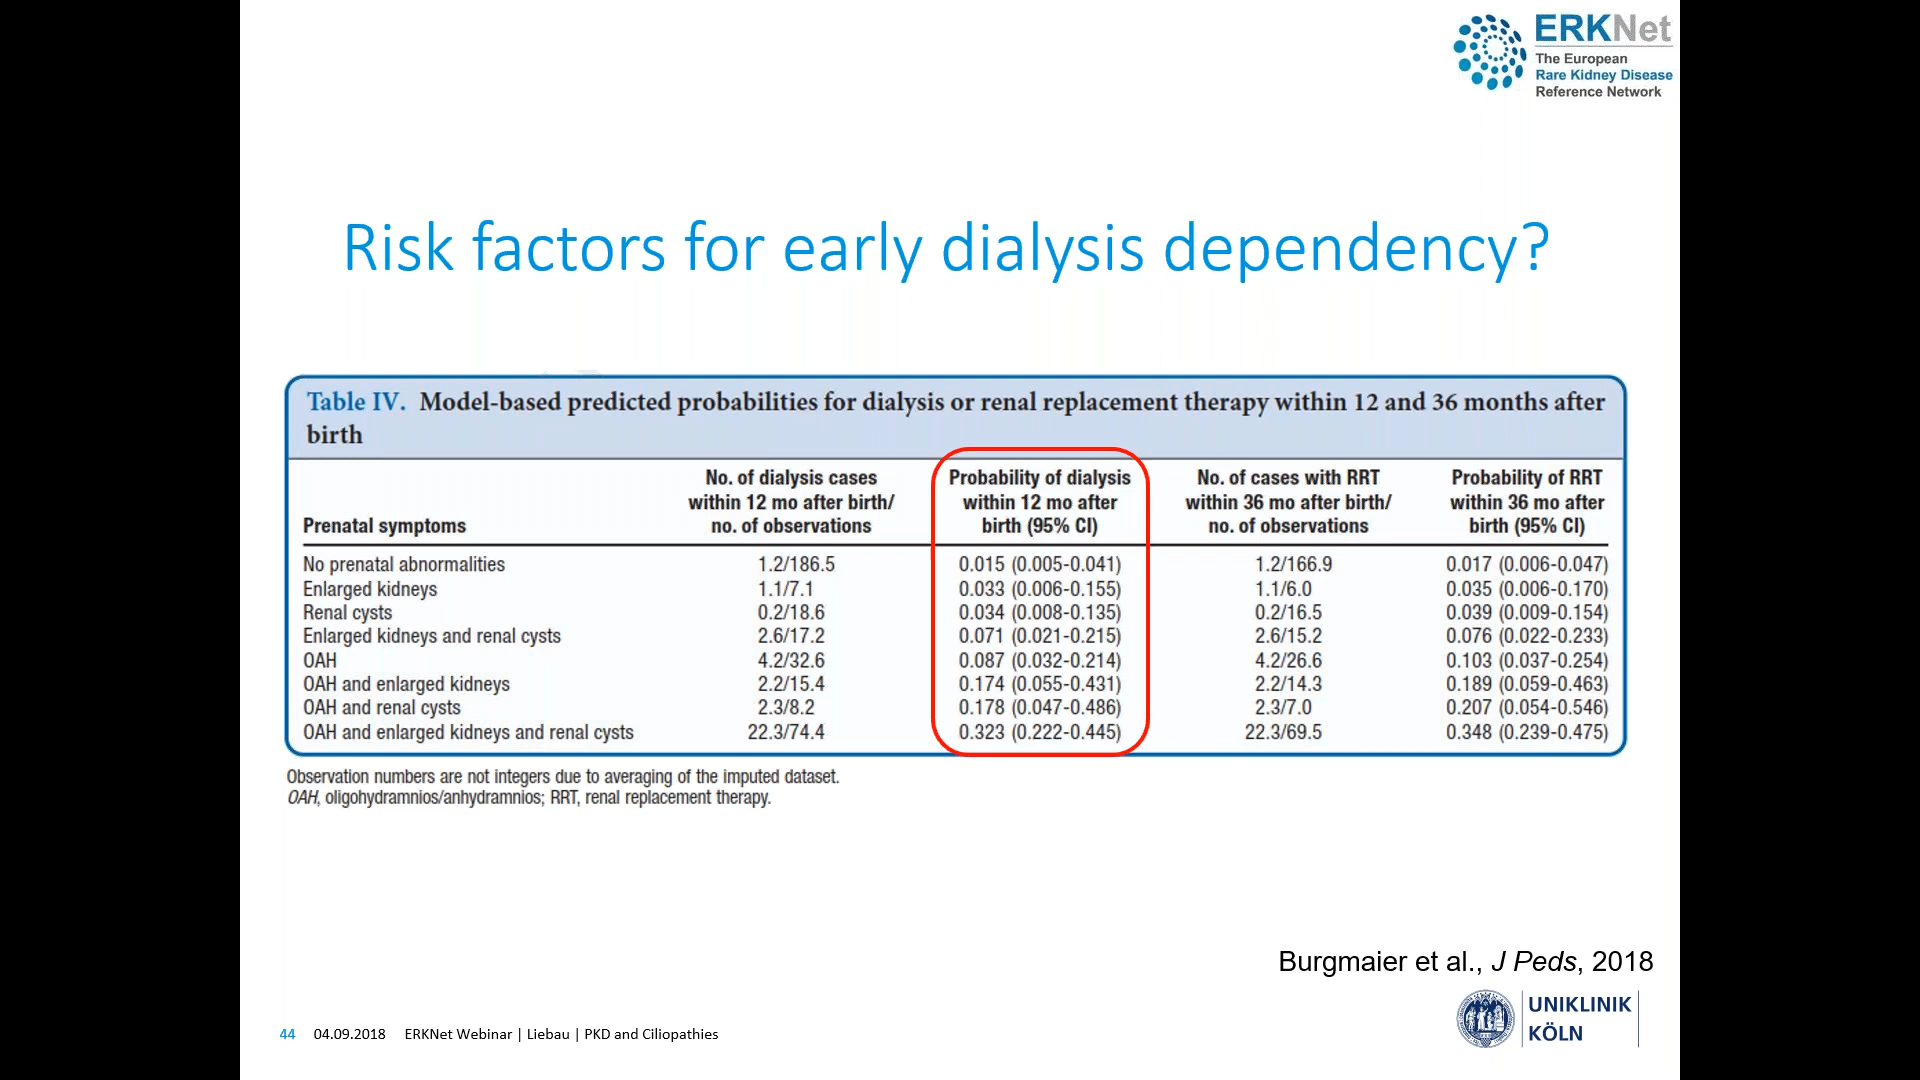 ERKNet
The European
Rare Kidney Disease
Reference Network
Risk factors for early dialysis dependency?
Table IV. Model-based predicted probabilities for dialysis or renal replacement therapy within 12 and 36 months after
birth
Prenatal symptoms
No. of dialysis cases
within 12 mo after birth/
no. of observations
Probability of dialysis
within 12 mo after
birth (95% CI)
No. of cases with RRT
within 36 mo after birth/
no. of observations
Probability of RRT
within 36 mo after
birth (95% CI)
No prenatal abnormalities 1.2/186.5 0.015 (0.005-0.041) 1.2/166.9 0.017 (0.006-0.047)
Enlarged kidneys 1.1/7.1 0.033 (0.006-0.155) 1.1/6.0 0.035 (0.006-0.170)
Renal cysts 0.2/18.6 0.034 (0.008-0.135) 0.2/16.5 0.039 (0.009-0.154)
Enlarged kidneys and renal cysts 2.6/17.2 0.071 (0.021-0.215) 2.6/15.2 0.076 (0.022-0.233)
OAH 4.2/32.6 0.087 (0.032-0.214) 4.2/26.6 0.103 (0.037-0.254)
OAH and enlarged kidneys 2.2/15.4 0.174 (0.055-0.431) 2.2/14.3 0.189 (0.059-0.463)
OAH and renal cysts 2.3/8.2 0.178 (0.047-0.486) 2.3/7.0 0.207 (0.054-0.546)
OAH and enlarged kidneys and renal cysts 22.3/74.4 0.323 (0.222-0.445) 22.3/69.5 0.348 (0.239-0.475)
Observation numbers are not integers due to averaging of the imputed dataset.
OAH, oligohydramnios/anhydramnios; RRT, renal replacement therapy.
Burgmaier et al., J Peds, 2018
UNIKLINIK
KÖLN
44 04.09.2018 ERKNet Webinar | Liebau | PKD and Ciliopathies